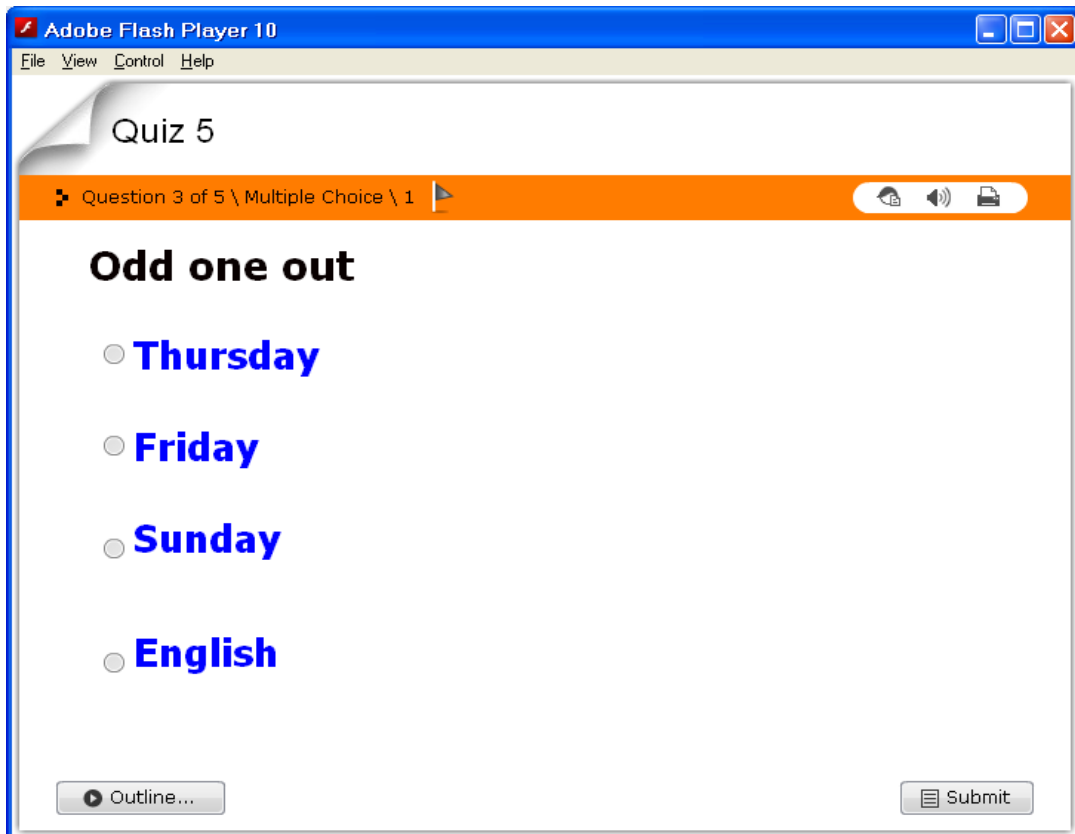 Adobe Flash Player 10
File View Control Help
Quiz 5
Question 3 of 5 \ Multiple Choice \ 1
Odd one out
Thursday
Friday
Sunday
English
Outline... Submit